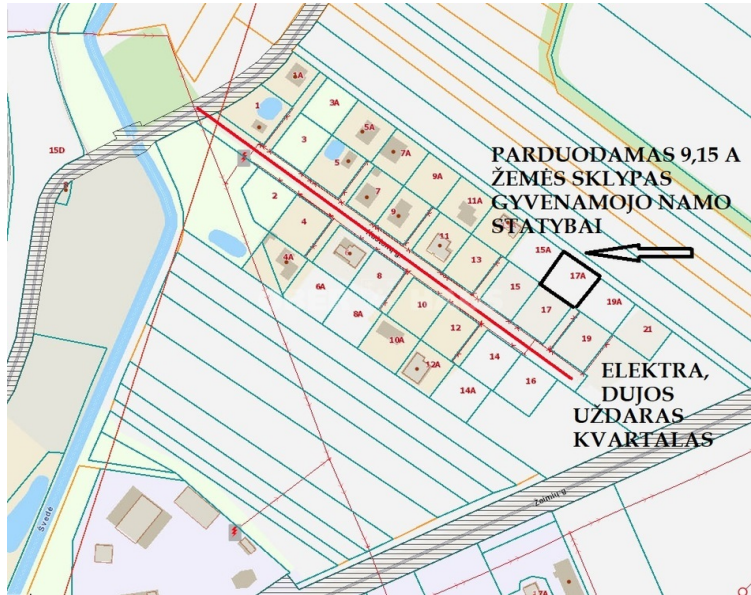 1A
1
3A
5A
7A
3
5
15D
9A
2
7
11A
9
4
11
13
15A
17A
4A
6A
8
15
17
19A
8A
10
19
21
10A
12
14
12A
16
14A
PARDUODAMAS 9,15 A
ŽEMĖS SKLYPAS
GYVENAMOJO NAMO
STATYBAI
ELEKTRA,
DUJOS
UŽDARAS
KVARTALAS
Žolinių g.
Švedė